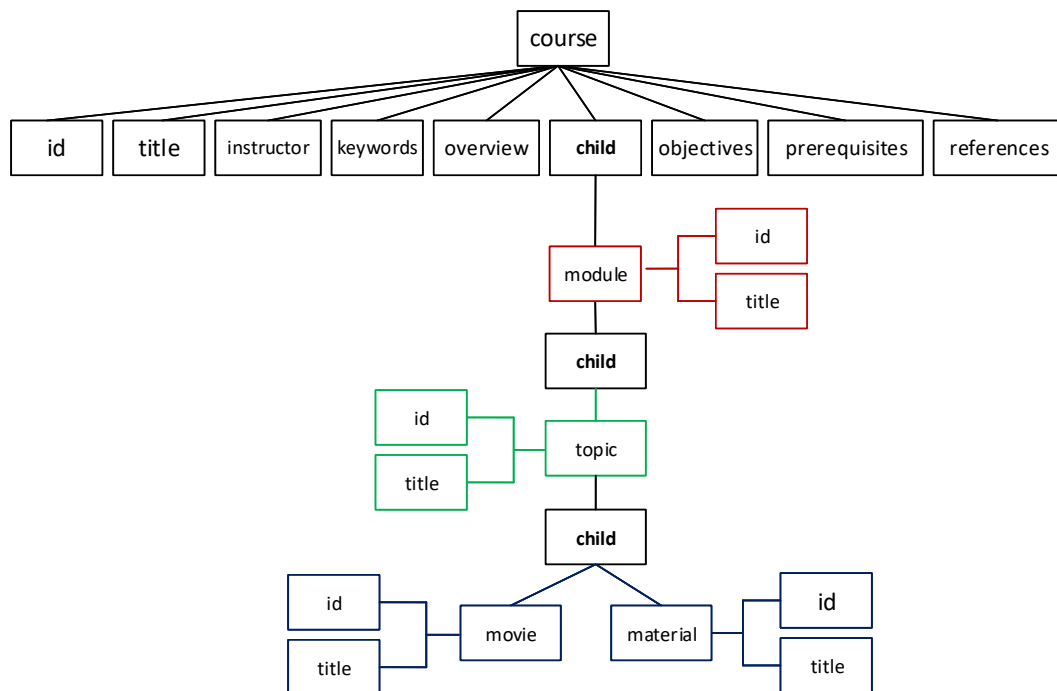 course
id
title
instructor
keywords
overview
child
objectives
prerequisites
references
id
module
title
child
id
topic
title
child
id
movie
title
material
id
title